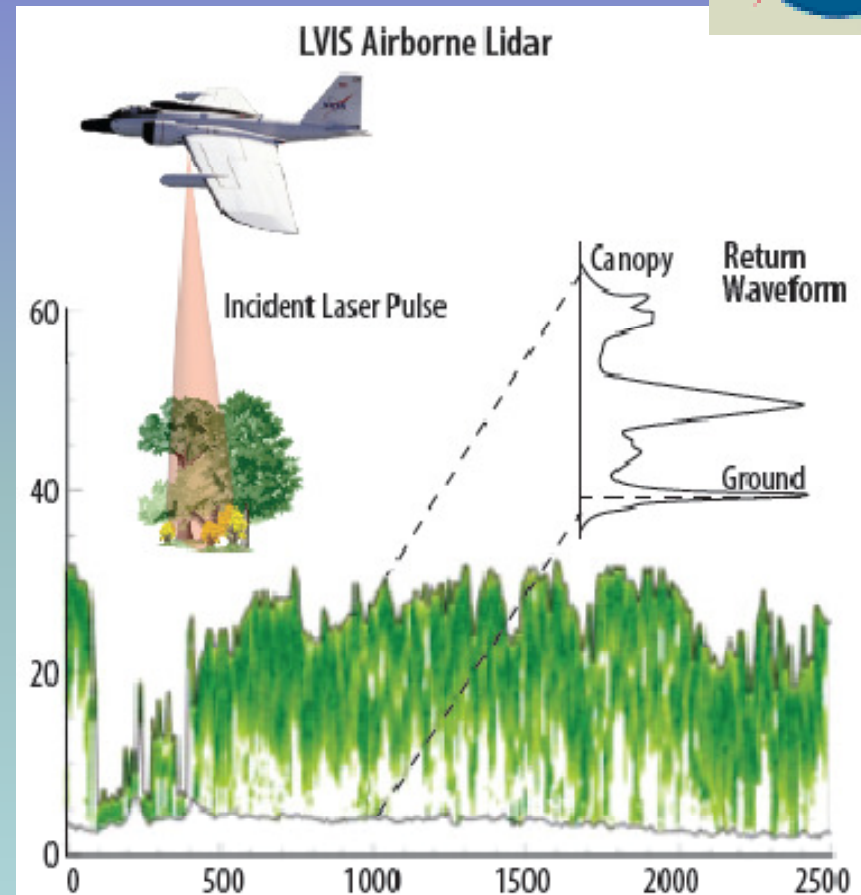 LVIS Airborne Lidar
NASA
Canopy
Return
Waveform
Incident Laser Pulse
Ground
60
40
20
0
0 500 1000 1500 2000 2500